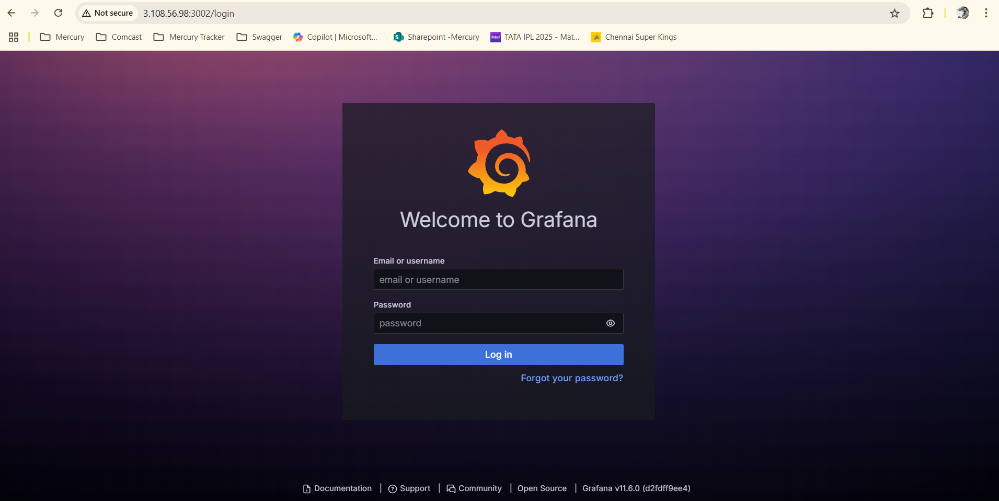 Not secure 3.108.56.98:3002/login
Mercury Comcast Mercury Tracker Swagger Copilot | Microsoft... Sharepoint -Mercury TATA IPL 2025 - Mat... Chennai Super Kings
Welcome to Grafana
Email or username
email or username
Password
password
Log in
Forgot your password?
Documentation | Support | Community | Open Source | Grafana v11.6.0 (d2fdff9ee4)